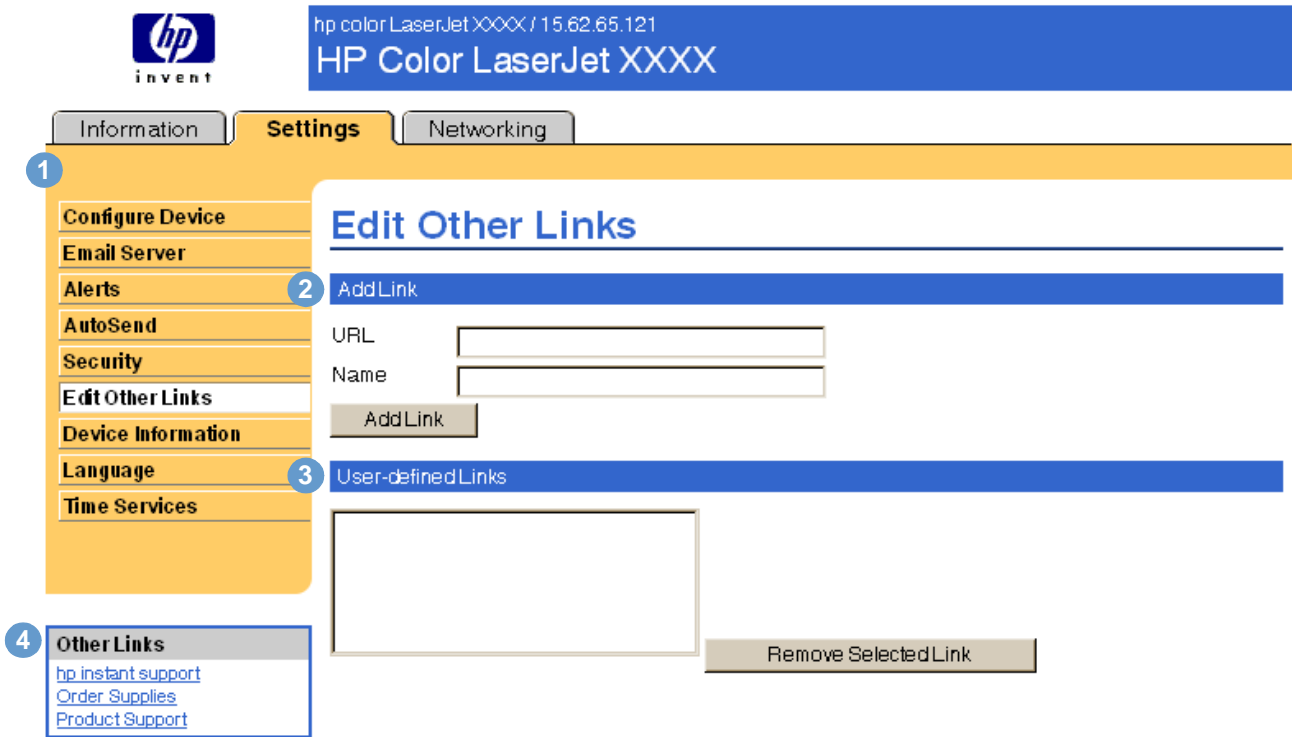 hp
invent
hp color LaserJet XXXX / 15.62.65.121
HP Color LaserJet XXXX
Information
Settings
Networking
1
Configure Device
Email Server
Alerts
AutoSend
Security
Edit Other Links
Device Information
Language
Time Services
Edit Other Links
2
Add Link
URL
Name
Add Link
3
User-defined Links
Remove Selected Link
4
Other Links
hp instant support
Order Supplies
Product Support